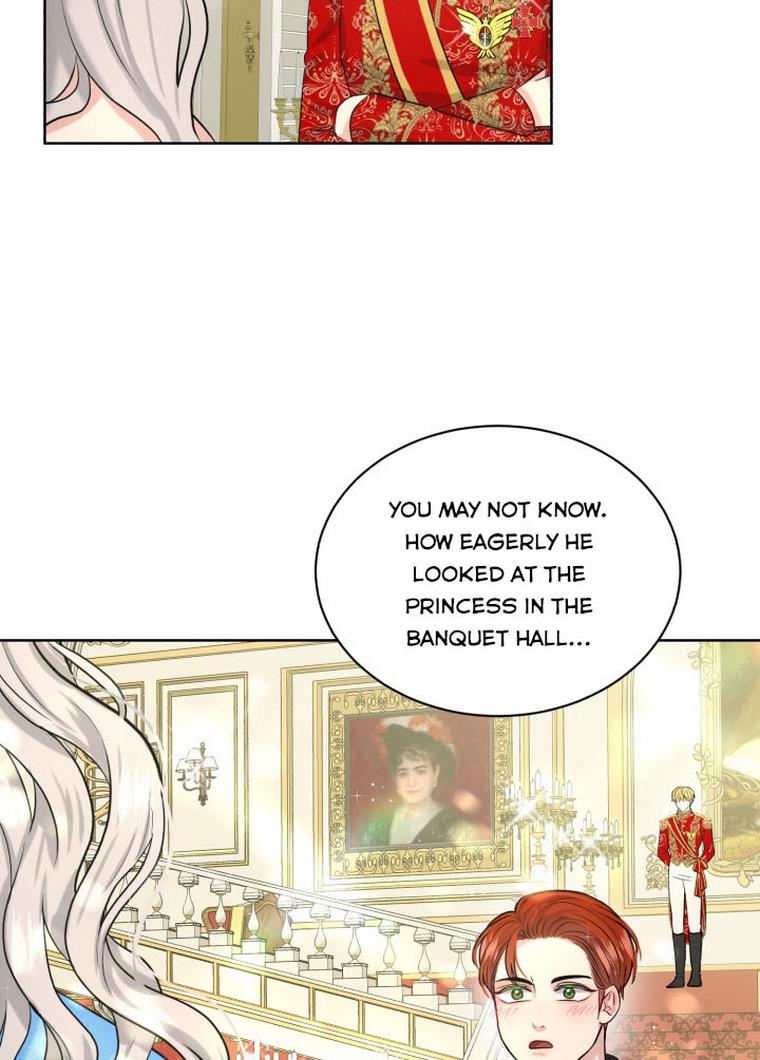 YOU MAY NOT KNOW.
HOW EAGERLY HE
LOOKED AT THE
PRINCESS IN THE
BANQUET HALL...